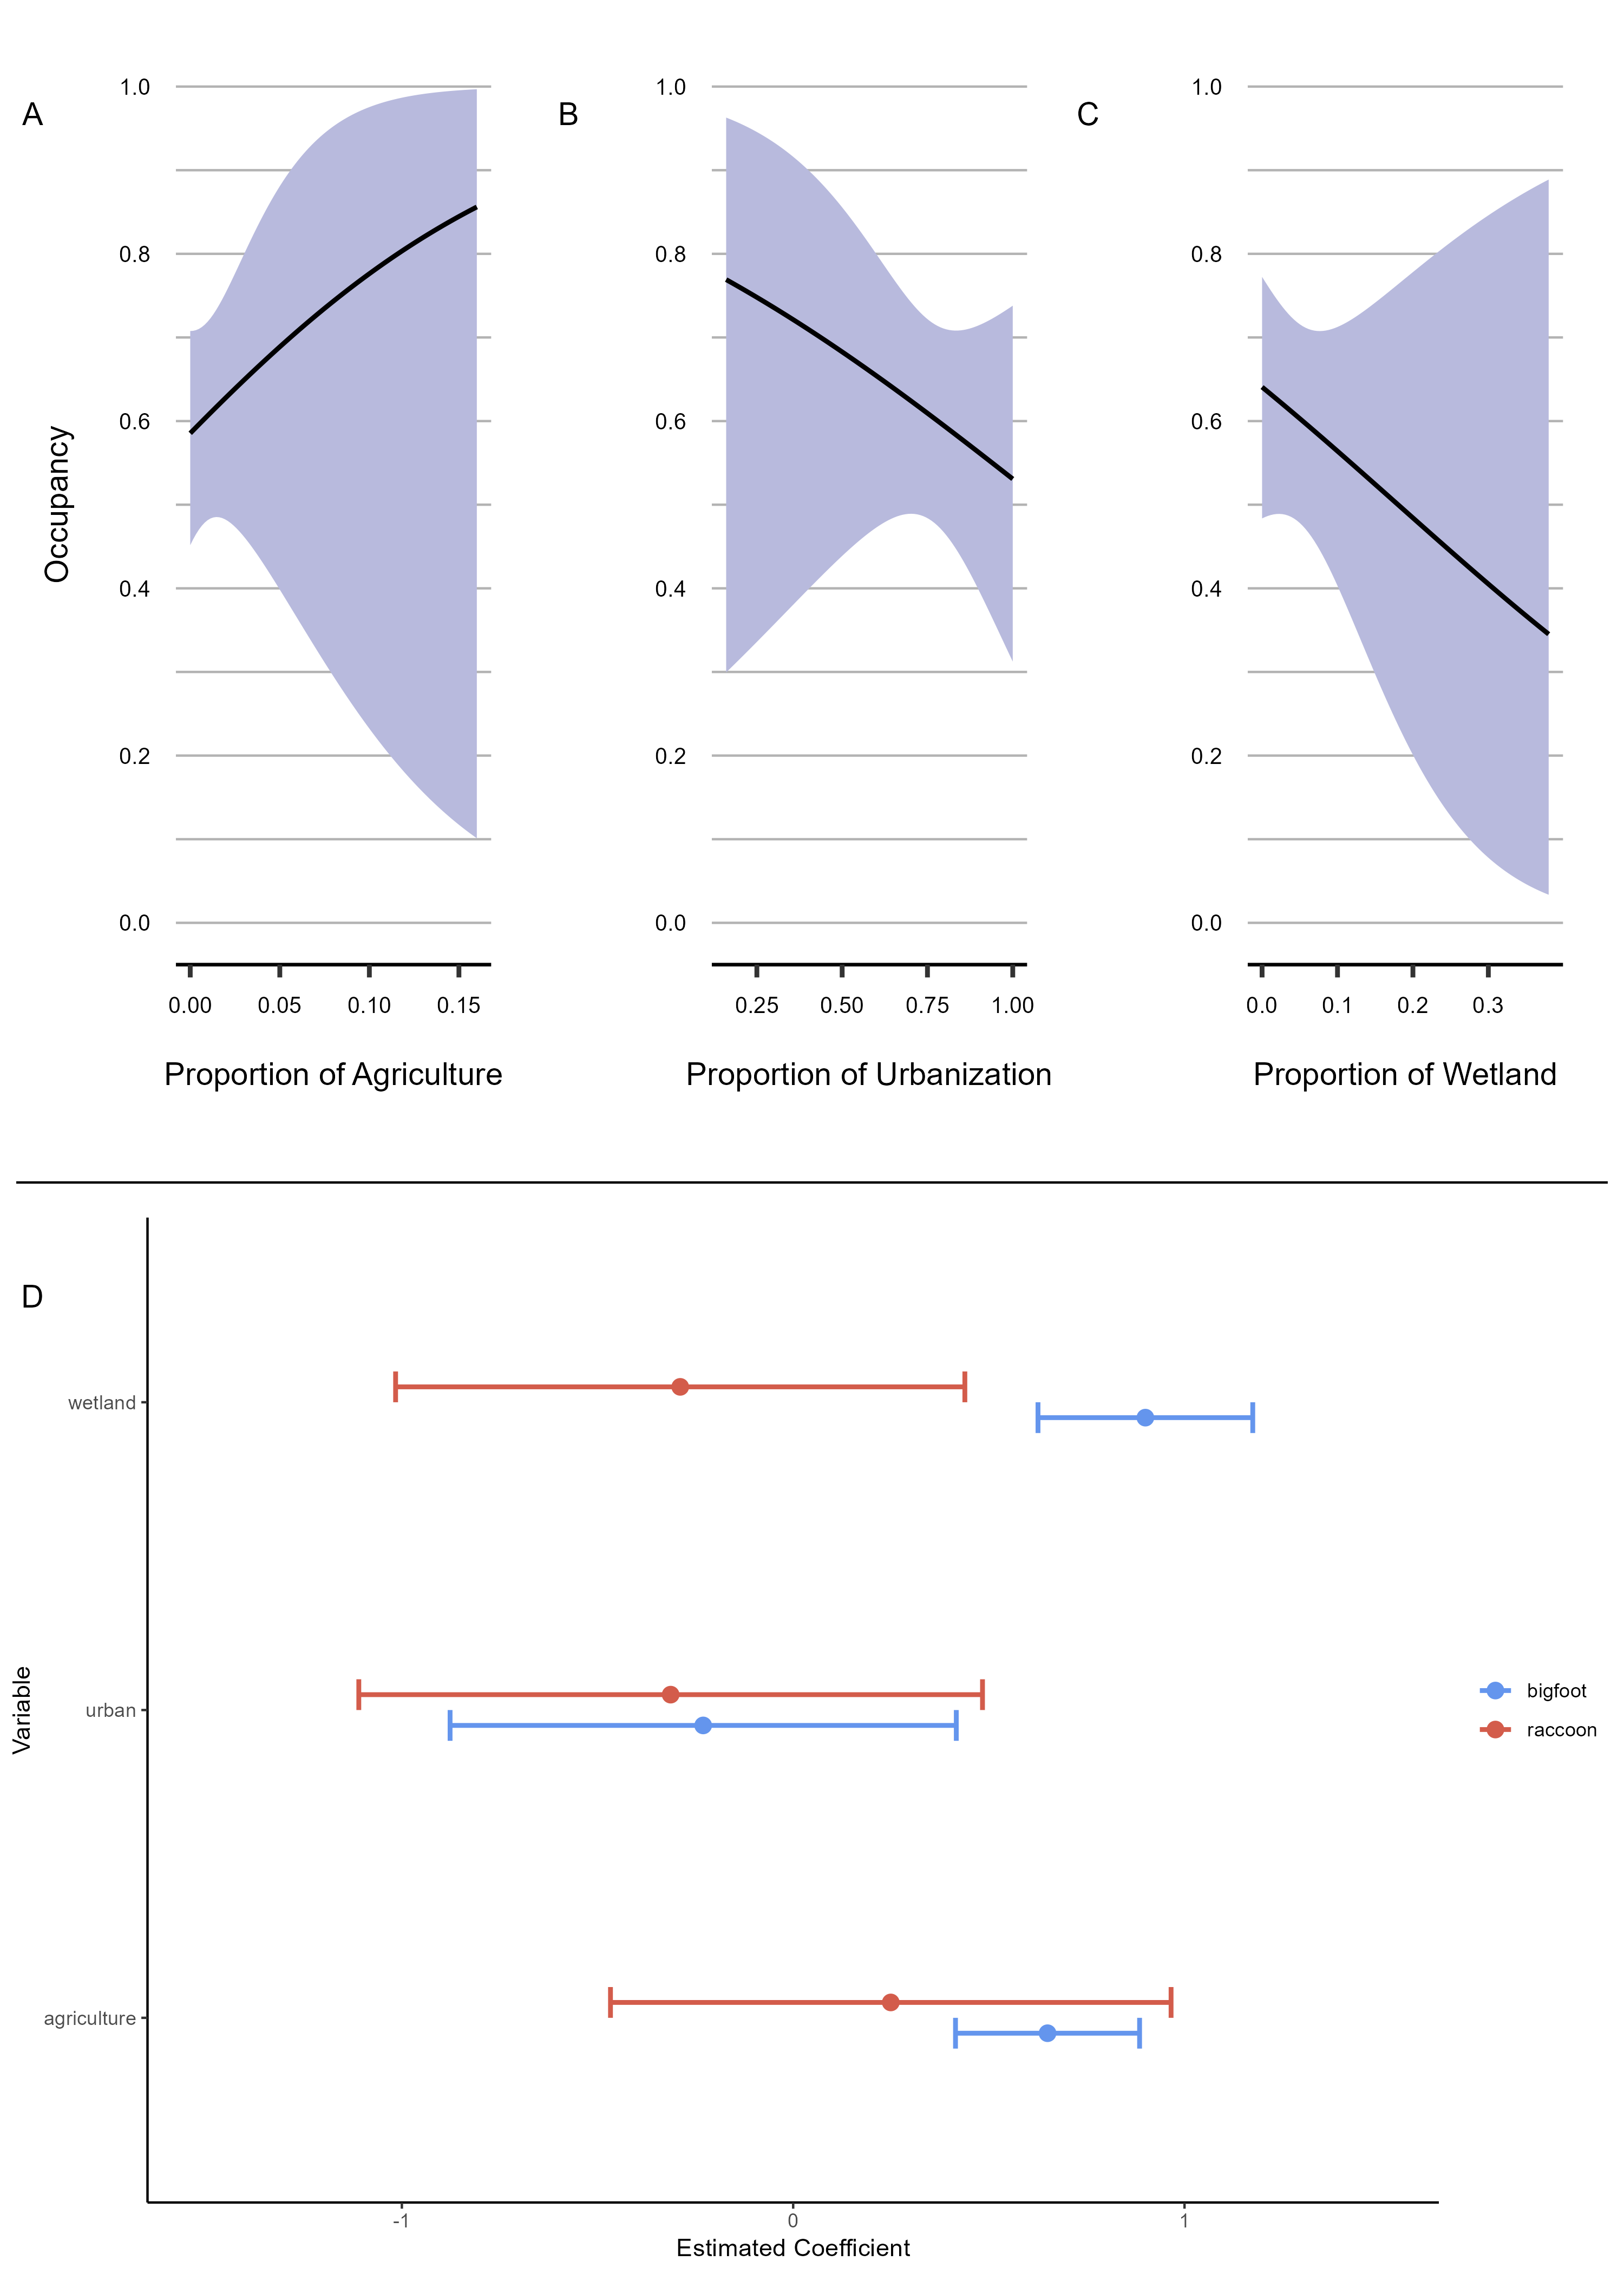 A
B
C
1.0
0.8
0.6
0.4
0.2
0.0
1.0
0.8
0.6
0.4
0.2
0.0
1.0
0.8
0.6
0.4
0.2
0.0
Occupancy
0.00 0.05 0.10 0.15
0.25 0.50 0.75 1.00
0.0 0.1 0.2 0.3
Proportion of Agriculture
Proportion of Urbanization
Proportion of Wetland
D
Variable
wetland
urban
agriculture
-1 0 1
Estimated Coefficient
bigfoot
raccoon